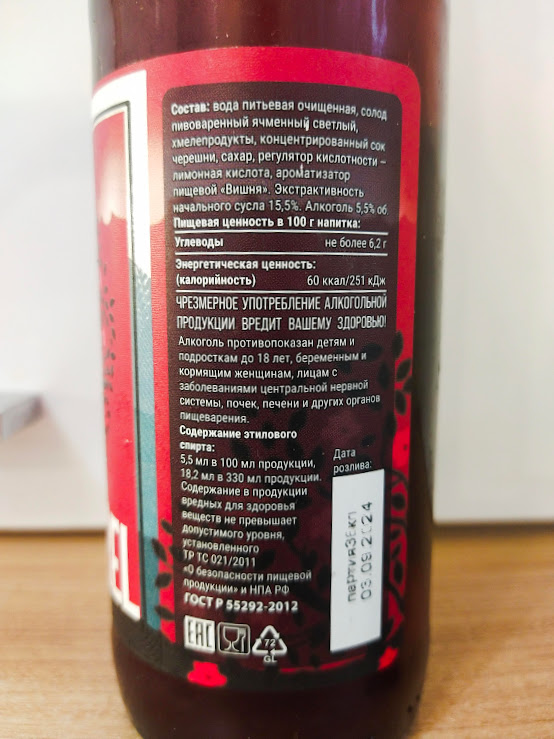 Состав: вода питьевая очищенная, солод
пивоваренный ячменный светлый,
хмелепродукты, концентрированный сок
черешни, сахар, регулятор кислотности –
лимонная кислота, ароматизатор
пищевой «Вишня». Экстрактивность
начального сусла 15,5%. Алкоголь 5,5% об
Пищевая ценность в 100 г напитка:
Углеводы не более 6,2 г
Энергетическая ценность:
(калорийность) 60 ккал/251 кДж
ЧРЕЗМЕРНОЕ УПОТРЕБЛЕНИЕ АЛКОГОЛЬНОЙ
ПРОДУКЦИИ ВРЕДИТ ВАШЕМУ ЗДОРОВЬЮ!
Алкоголь противопоказан детям и
подросткам до 18 лет, беременным и
кормящим женщинам, лицам с
заболеваниями центральной нервной
системы, почек, печени и других органов
пищеварения.
Содержание этилового
спирта:
5,5 мл в 100 мл продукции,
18,2 мл в 330 мл продукции.
Содержание в продукции
вредных для здоровья
веществ не превышает
допустимого уровня,
установленного
ТР ТС 021/2011
«О безопасности пищевой
продукции» и НПА РФ
ГОСТ Р 55292-2012
Дата
розлива:
03.09.2024
EAC
72
GL
EL